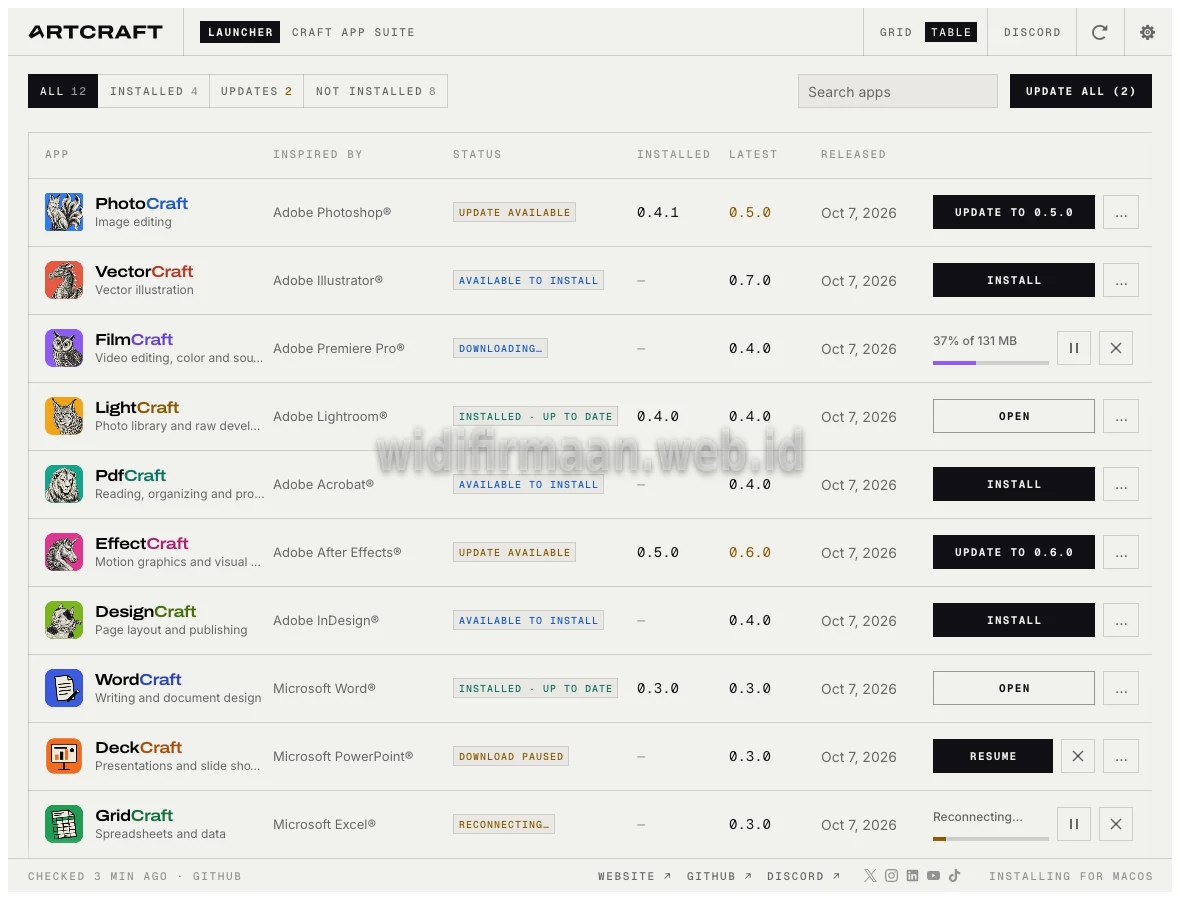 ARTCRAFT LAUNCHER CRAFT APP SUITE GRID TABLE DISCORD
ALL 12 INSTALLED 4 UPDATES 2 NOT INSTALLED 8 Search apps UPDATE ALL (2)
APP INSPIRED BY STATUS INSTALLED LATEST RELEASED
PhotoCraft
Image editing
Adobe Photoshop® UPDATE AVAILABLE 0.4.1 0.5.0 Oct 7, 2026 UPDATE TO 0.5.0 ...
VectorCraft
Vector illustration
Adobe Illustrator® AVAILABLE TO INSTALL — 0.7.0 Oct 7, 2026 INSTALL ...
FilmCraft
Video editing, color and sou...
Adobe Premiere Pro® DOWNLOADING… — 0.4.0 Oct 7, 2026 37% of 131 MB
LightCraft
Photo library and raw devel...
Adobe Lightroom® INSTALLED · UP TO DATE 0.4.0 0.4.0 Oct 7, 2026 OPEN ...
widifirmaan.web.id
PdfCraft
Reading, organizing and pro...
Adobe Acrobat® AVAILABLE TO INSTALL — 0.4.0 Oct 7, 2026 INSTALL ...
EffectCraft
Motion graphics and visual ...
Adobe After Effects® UPDATE AVAILABLE 0.5.0 0.6.0 Oct 7, 2026 UPDATE TO 0.6.0 ...
DesignCraft
Page layout and publishing
Adobe InDesign® AVAILABLE TO INSTALL — 0.4.0 Oct 7, 2026 INSTALL ...
WordCraft
Writing and document design
Microsoft Word® INSTALLED · UP TO DATE 0.3.0 0.3.0 Oct 7, 2026 OPEN ...
DeckCraft
Presentations and slide sho...
Microsoft PowerPoint® DOWNLOAD PAUSED — 0.3.0 Oct 7, 2026 RESUME ...
GridCraft
Spreadsheets and data
Microsoft Excel® RECONNECTING… — 0.3.0 Oct 7, 2026 Reconnecting...
CHECKED 3 MIN AGO · GITHUB WEBSITE ↗ GITHUB ↗ DISCORD ↗ INSTALLING FOR MACOS